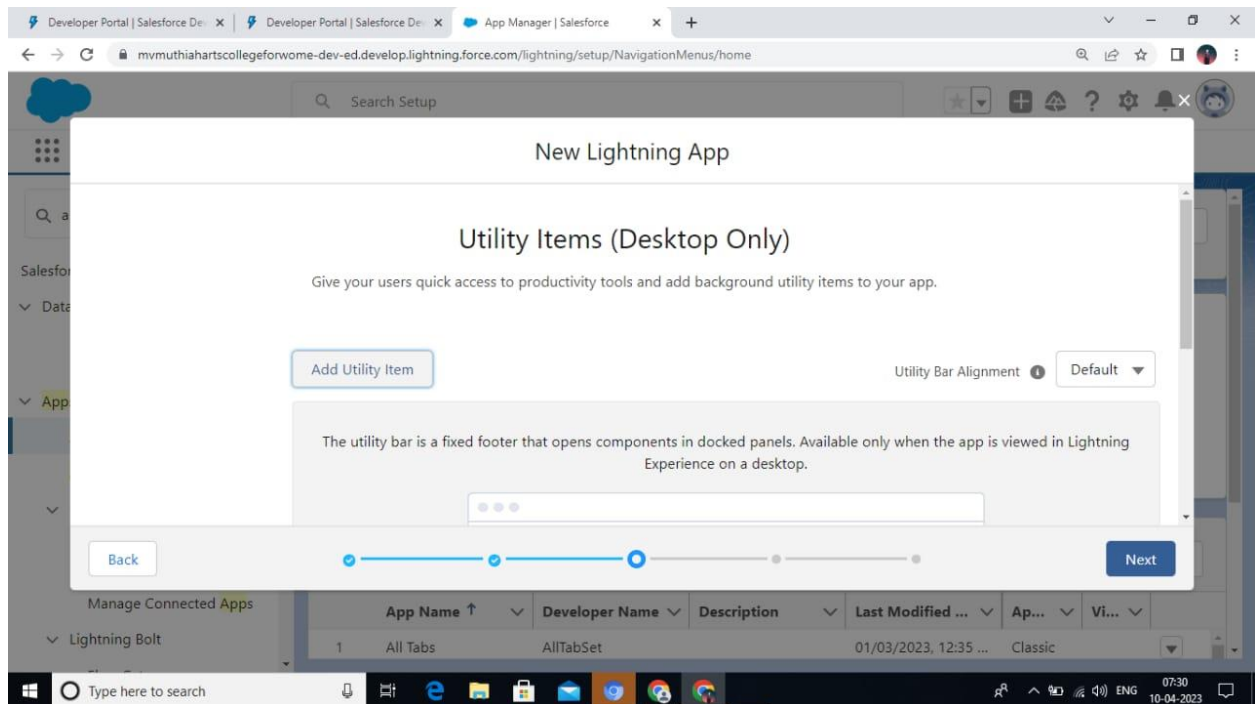 Developer Portal | Salesforce De
Developer Portal | Salesforce De
App Manager | Salesforce
mvmuthiahartscollegeforwome-dev-ed.develop.lightning.force.com/lightning/setup/NavigationMenus/home
Search Setup
New Lightning App
a
Utility Items (Desktop Only)
Salesfor
Give your users quick access to productivity tools and add background utility items to your app.
Data
Add Utility Item
Utility Bar Alignment
Default
App
The utility bar is a fixed footer that opens components in docked panels. Available only when the app is viewed in Lightning
Experience on a desktop.
Back
Next
Manage Connected Apps
App Name
Developer Name
Description
Last Modified ...
Ap...
Vi...
Lightning Bolt
1 All Tabs AllTabSet 01/03/2023, 12:35 ... Classic
Type here to search
ENG
07:30
10-04-2023